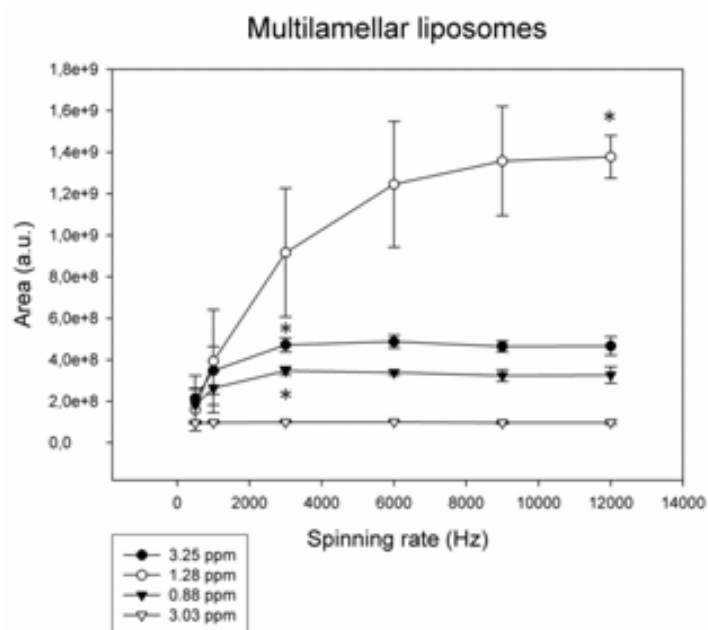 Multilamellar liposomes
1,8e+9
1,6e+9
1,4e+9
1,2e+9
1,0e+9
8,0e+8
6,0e+8
4,0e+8
2,0e+8
0,0
Area (a.u.)
*
*
*
0 2000 4000 6000 8000 10000 12000 14000
Spinning rate (Hz)
3.25 ppm
1.28 ppm
0.88 ppm
3.03 ppm